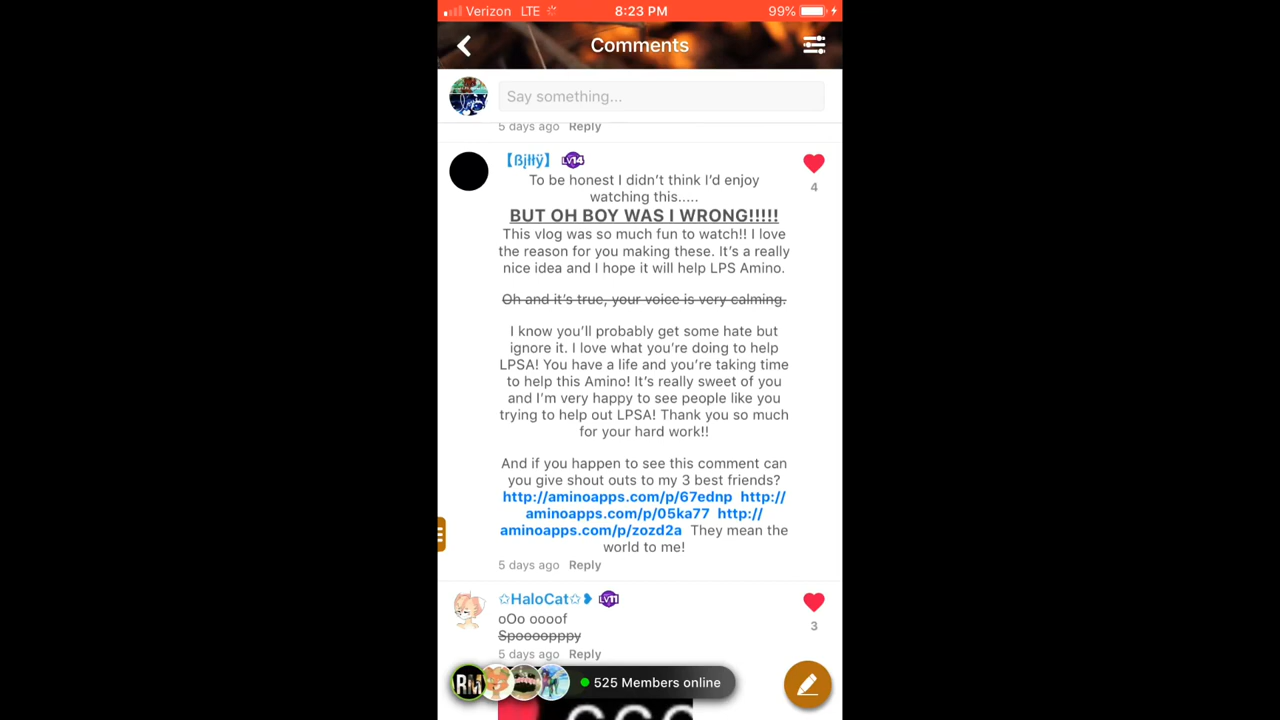 Verizon LTE 8:23 PM 99%
Comments
Say something...
5 days ago Reply
【ßįłłÿ】 LV14
To be honest I didn't think I'd enjoy
watching this.....
4
BUT OH BOY WAS I WRONG!!!!!
This vlog was so much fun to watch!! I love
the reason for you making these. It's a really
nice idea and I hope it will help LPS Amino.
Oh and it's true, your voice is very calming.
I know you'll probably get some hate but
ignore it. I love what you're doing to help
LPSA! You have a life and you're taking time
to help this Amino! It's really sweet of you
and I'm very happy to see people like you
trying to help out LPSA! Thank you so much
for your hard work!!
And if you happen to see this comment can
you give shout outs to my 3 best friends?
http://aminoapps.com/p/67ednp http://
aminoapps.com/p/05ka77 http://
aminoapps.com/p/zozd2a They mean the
world to me!
5 days ago Reply
✩HaloCat✩❥ LV11
oOo oooof
3
Spoooopppy
5 days ago Reply
RM
525 Members online